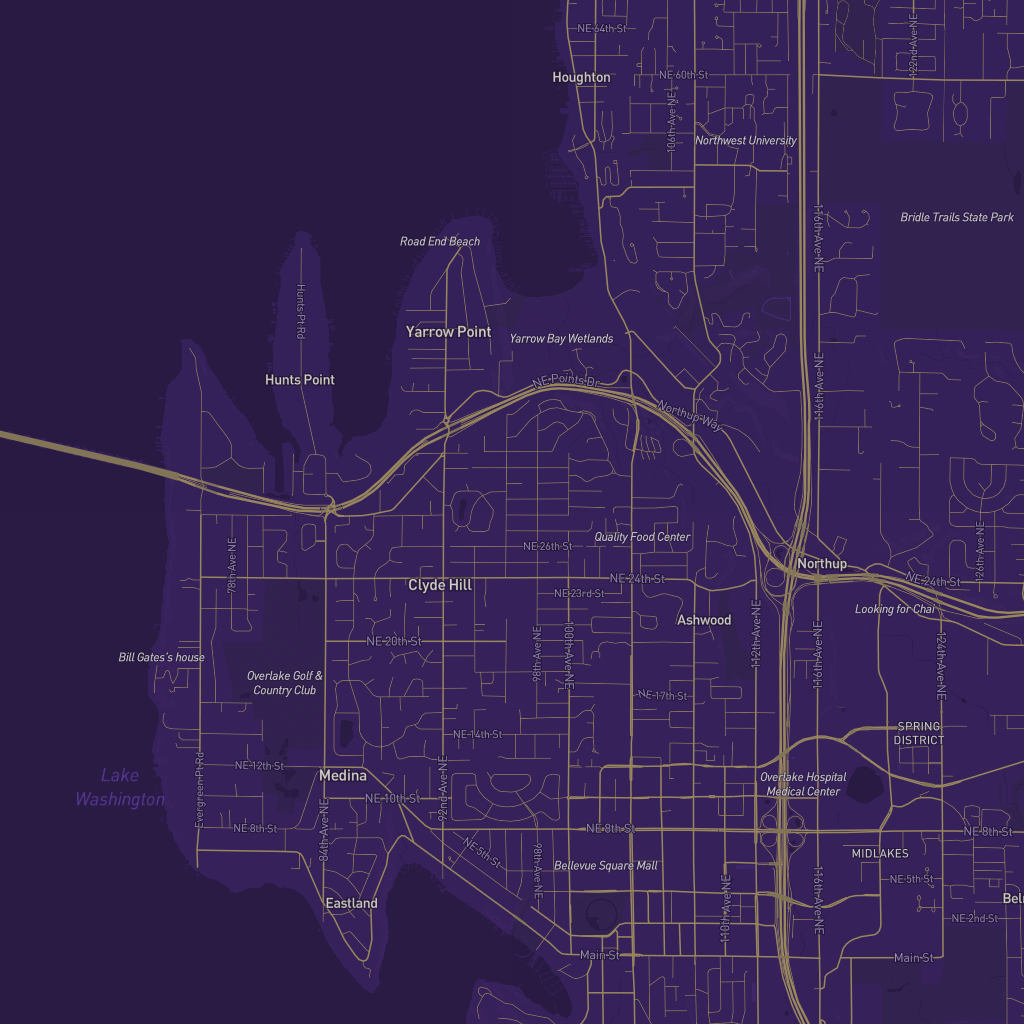 NE 64th St
122nd Ave NE
Houghton
NE 60th St
106th Ave NE
Northwest University
116th Ave NE
Bridle Trails State Park
Road End Beach
Hunts Pt Rd
Yarrow Point
Yarrow Bay Wetlands
Hunts Point
NE Points Dr
116th Ave NE
Northup Way
Quality Food Center
NE 26th St
126th Ave NE
78th Ave NE
Northup
Clyde Hill
NE 24th St
NE 24th St
NE 23rd St
Looking for Chai
Ashwood
112th Ave NE
NE 20th St
98th Ave NE
100th Ave NE
116th Ave NE
124th Ave NE
Bill Gates's house
Overlake Golf &
Country Club
NE 17th St
SPRING
DISTRICT
NE 14th St
NE 12th St
Medina
Overlake Hospital
Medical Center
Lake
Washington
Evergreen Pt Rd
NE 10th St
92nd Ave NE
84th Ave NE
NE 8th St
NE 8th St
NE 8th St
NE 5th St
98th Ave NE
Bellevue Square Mall
MIDLAKES
NE 5th St
116th Ave NE
110th Ave NE
Eastland
Bel
NE 2nd St
Main St
Main St